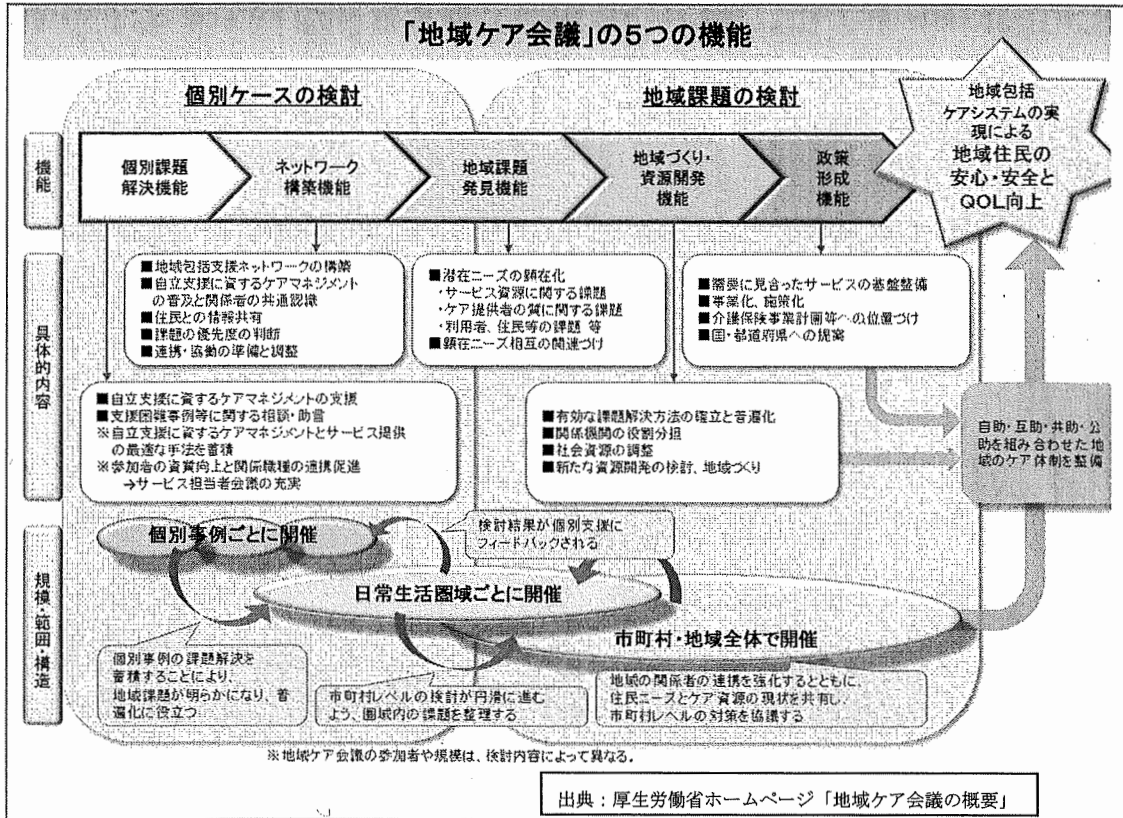 「地域ケア会議」の5つの機能
個別ケースの検討
地域課題の検討
地域包括
ケアシステムの実
現による
地域住民の
安心・安全と
QOL向上
機能
個別課題
解決機能
ネットワーク
構築機能
地域課題
発見機能
地域づくり・
資源開発
機能
政策
形成
機能
具体的内容
■地域包括支援ネットワークの構築
■自立支援に資するケアマネジメント
の普及と関係者の共通認識
■住民との情報共有
■課題の優先度の判断
■連携・協働の準備と調整
■潜在ニーズの顕在化
・サービス資源に関する課題
・ケア提供者の質に関する課題
・利用者、住民等の課題 等
■顕在ニーズ相互の関連づけ
■需要に見合ったサービスの基盤整備
■事業化、施策化
■介護保険事業計画等への位置づけ
■国・都道府県への提案
■自立支援に資するケアマネジメントの支援
■支援困難事例等に関する相談・助言
※自立支援に資するケアマネジメントとサービス提供
の最適な手法を蓄積
※参加者の資質向上と関係職種の連携促進
→サービス担当者会議の充実
■有効な課題解決方法の確立と普遍化
■関係機関の役割分担
■社会資源の調整
■新たな資源開発の検討、地域づくり
自助・互助・共助・公
助を組み合わせた地
域のケア体制を整備
規模・範囲・構造
個別事例ごとに開催
検討結果が個別支援に
フィードバックされる
日常生活圏域ごとに開催
市町村・地域全体で開催
個別事例の課題解決を
蓄積することにより、
地域課題が明らかになり、普
遍化に役立つ
市町村レベルの検討が円滑に進む
よう、圏域内の課題を整理する
地域の関係者の連携を強化するとともに、
住民ニーズとケア資源の現状を共有し、
市町村レベルの対策を協議する
※地域ケア会議の参加者や規模は、検討内容によって異なる。
出典：厚生労働省ホームページ「地域ケア会議の概要」